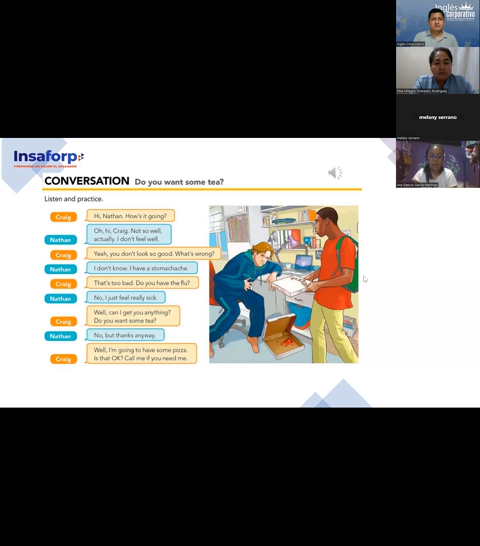 Inglés
Corporativo
Inglés Corporativo
melany serrano
melany serrano
Insaforp
CONVERSATION Do you want some tea?
Listen and practice.
Craig
Hi, Nathan. How's it going?
Nathan
Oh, hi, Craig. Not so well,
actually. I don't feel well.
Craig
Yeah, you don't look so good. What's wrong?
Nathan
I don't know. I have a stomachache.
Craig
That's too bad. Do you have the flu?
Nathan
No, I just feel really sick.
Craig
Well, can I get you anything?
Do you want some tea?
Nathan
No, but thanks anyway.
Craig
Well, I'm going to have some pizza.
Is that OK? Call me if you need me.